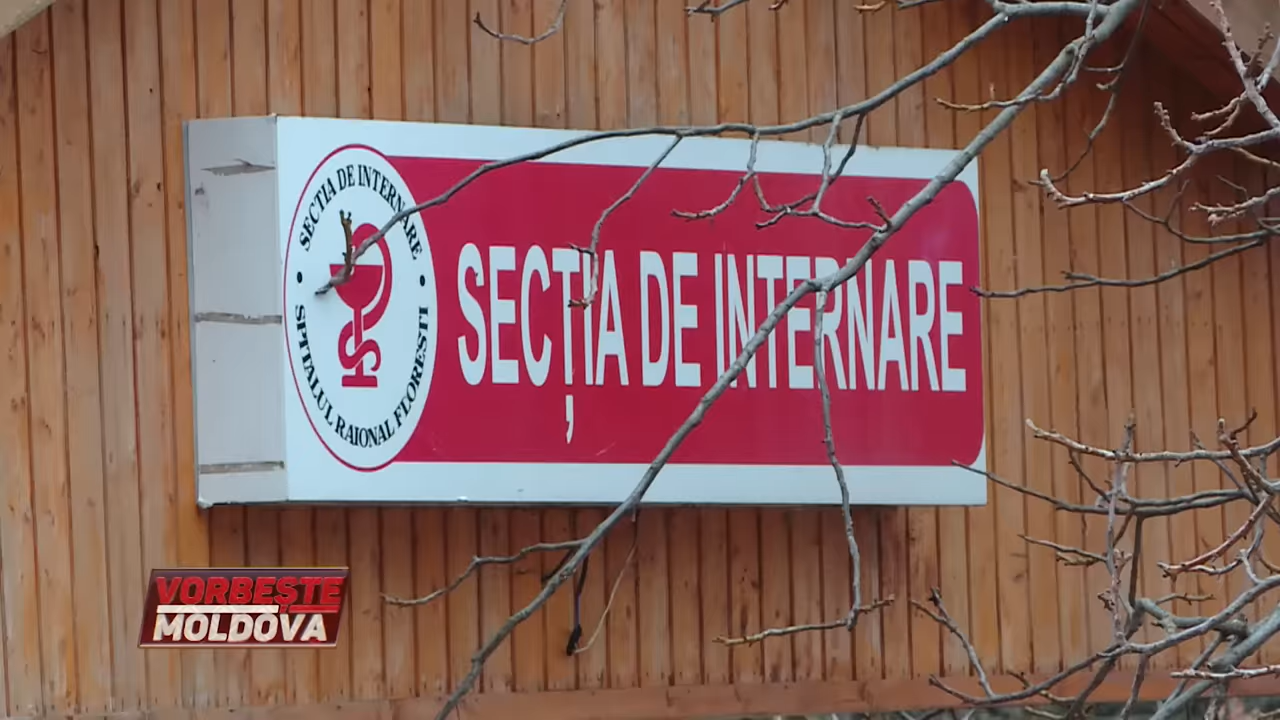 SECȚIA DE INTERNARE
SPITALUL RAIONAL FLOREȘTI
SECȚIA DE INTERNARE
VORBEȘTE
MOLDOVA